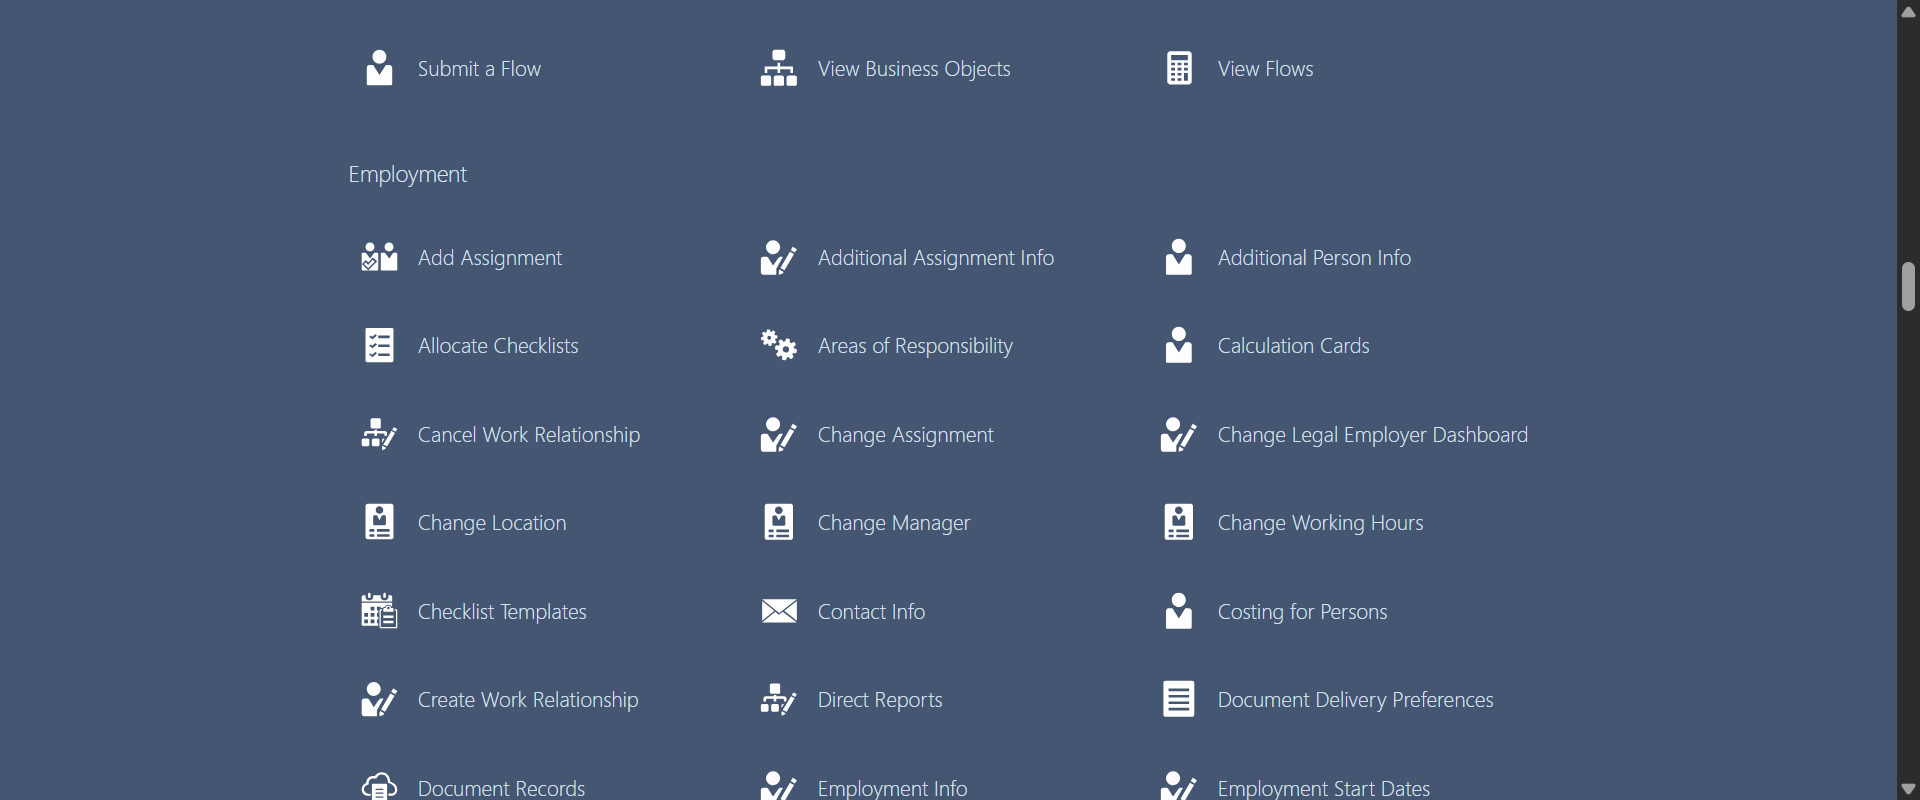 Submit a Flow
View Business Objects
View Flows
Employment
Add Assignment
Additional Assignment Info
Additional Person Info
Allocate Checklists
Areas of Responsibility
Calculation Cards
Cancel Work Relationship
Change Assignment
Change Legal Employer Dashboard
Change Location
Change Manager
Change Working Hours
Checklist Templates
Contact Info
Costing for Persons
Create Work Relationship
Direct Reports
Document Delivery Preferences
Document Records
Employment Info
Employment Start Dates